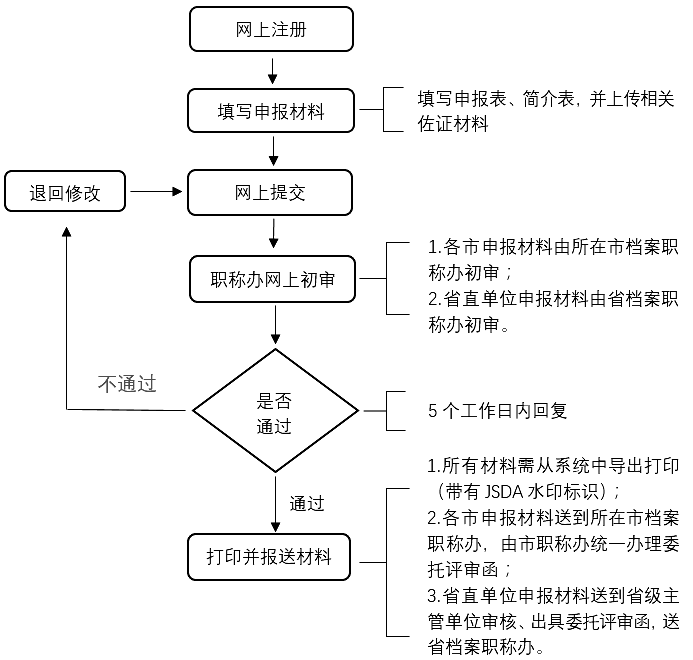 网上注册
填写申报材料
填写申报表、简介表，并上传相关
佐证材料
退回修改
网上提交
职称办网上初审
1.各市申报材料由所在市档案职
称办初审；
2.省直单位申报材料由省档案职
称办初审。
不通过
是否
通过
5 个工作日内回复
通过
打印并报送材料
1.所有材料需从系统中导出打印
（带有 JSDA 水印标识）；
2.各市申报材料送到所在市档案
职称办，由市职称办统一办理委
托评审函；
3.省直单位申报材料送到省级主
管单位审核、出具委托评审函，送
省档案职称办。